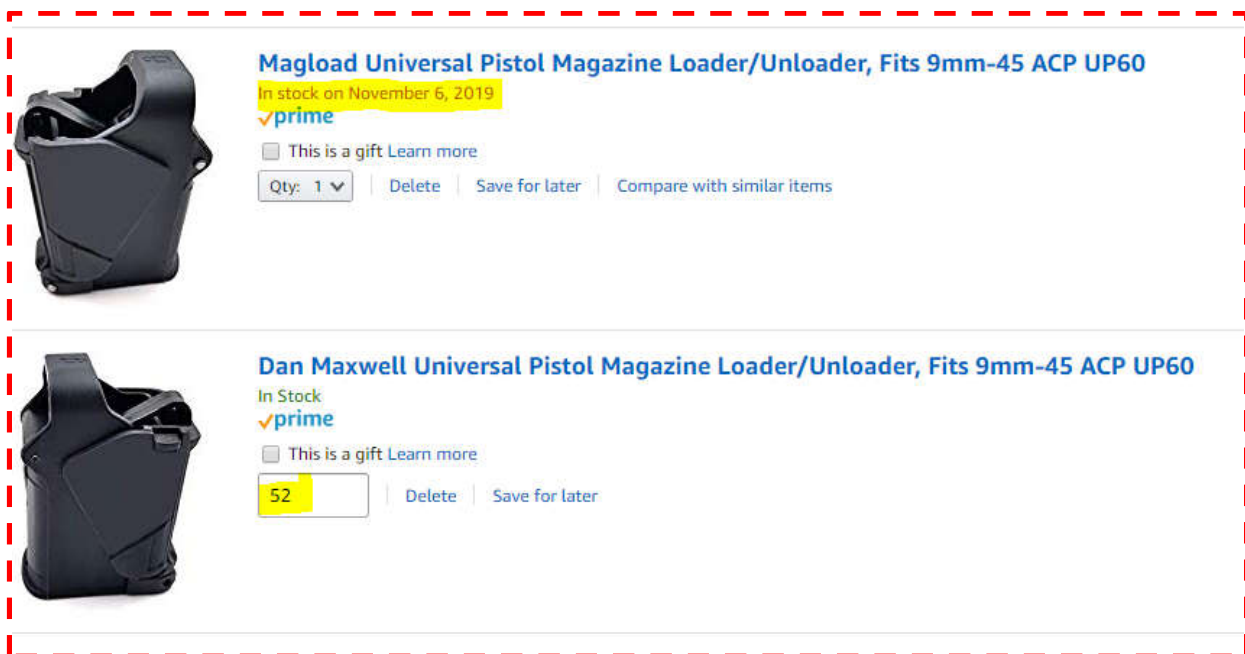 Magload Universal Pistol Magazine Loader/Unloader, Fits 9mm-45 ACP UP60
In stock on November 6, 2019
prime
This is a gift Learn more
Qty: 1 Delete Save for later Compare with similar items
Dan Maxwell Universal Pistol Magazine Loader/Unloader, Fits 9mm-45 ACP UP60
In Stock
prime
This is a gift Learn more
52 Delete Save for later